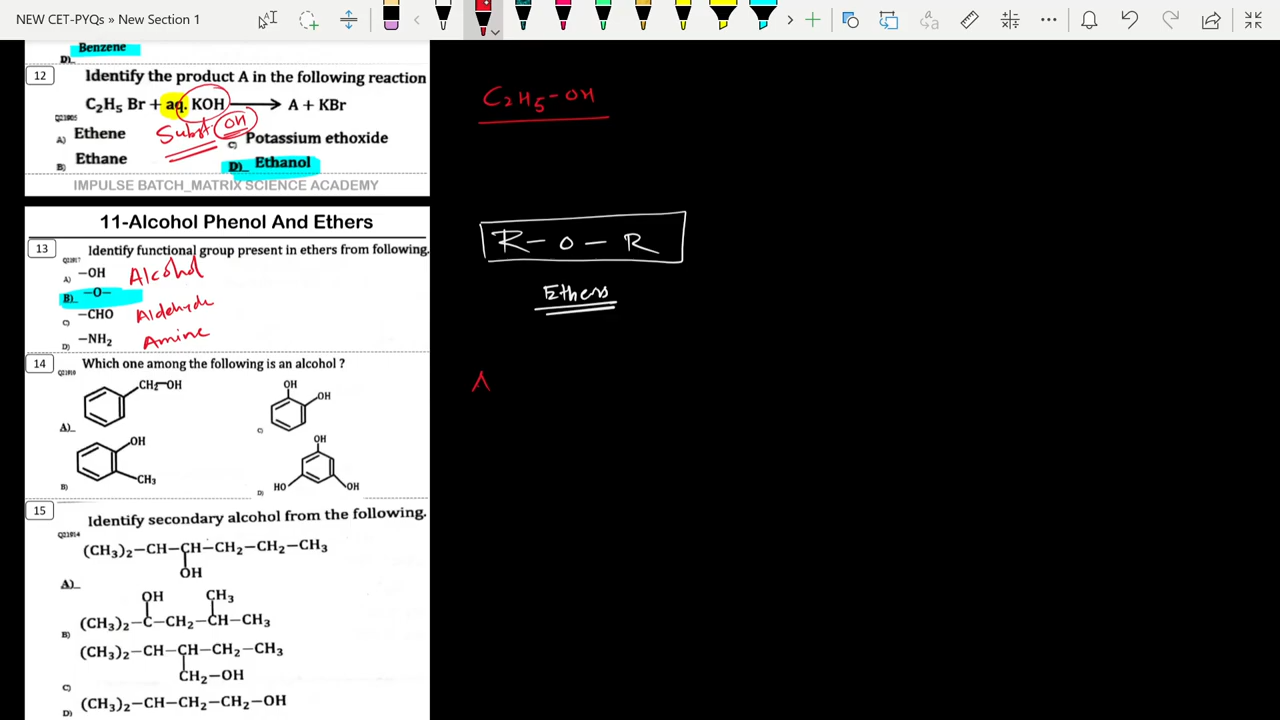 NEW CET-PYQs » New Section 1
Benzene
D)
12
Identify the product A in the following reaction
C₂H₅ Br + aq. KOH ⟶ A + KBr
Q21905
Subst OH
A) Ethene
C) Potassium ethoxide
B) Ethane
D) Ethanol
IMPULSE BATCH_MATRIX SCIENCE ACADEMY
11-Alcohol Phenol And Ethers
13
Identify functional group present in ethers from following.
Q21917
A) –OH Alcohol
B) –O–
C) –CHO Aldehyde
D) –NH₂ Amine
14
Which one among the following is an alcohol ?
Q21910
CH₂–OH
A)
OH
OH
C)
OH
CH₃
B)
OH
HO
OH
D)
15
Identify secondary alcohol from the following.
Q21914
(CH₃)₂–CH–CH–CH₂–CH₂–CH₃
OH
A)
OH CH₃
(CH₃)₂–C–CH₂–CH–CH₃
B)
(CH₃)₂–CH–CH–CH₂–CH₃
CH₂–OH
C)
(CH₃)₂–CH–CH₂–CH₂–OH
D)
C₂H₅–OH
R–O–R
Ethers